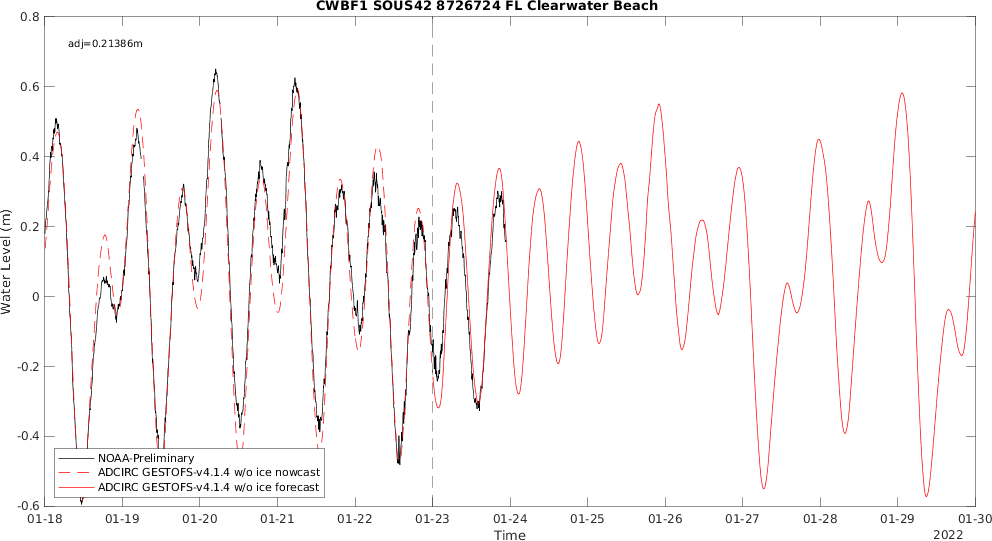 CWBF1 SOUS42 8726724 FL Clearwater Beach
adj=0.21386m
0.8
0.6
0.4
0.2
0
-0.2
-0.4
-0.6
Water Level (m)
NOAA-Preliminary
ADCIRC GESTOFS-v4.1.4 w/o ice nowcast
ADCIRC GESTOFS-v4.1.4 w/o ice forecast
01-18 01-19 01-20 01-21 01-22 01-23 01-24 01-25 01-26 01-27 01-28 01-29 01-30
Time
2022